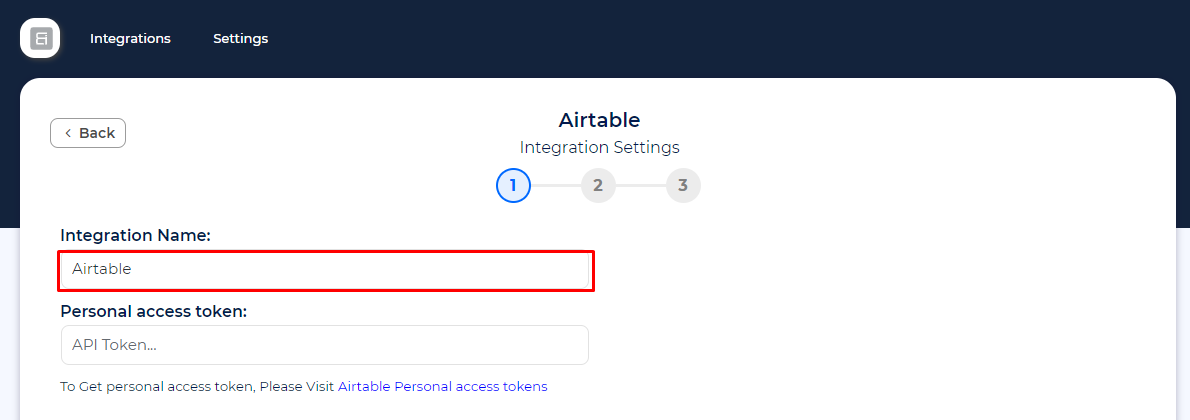 Integrations Settings
Back
Airtable
Integration Settings
1 2 3
Integration Name:
Airtable
Personal access token:
API Token...
To Get personal access token, Please Visit Airtable Personal access tokens